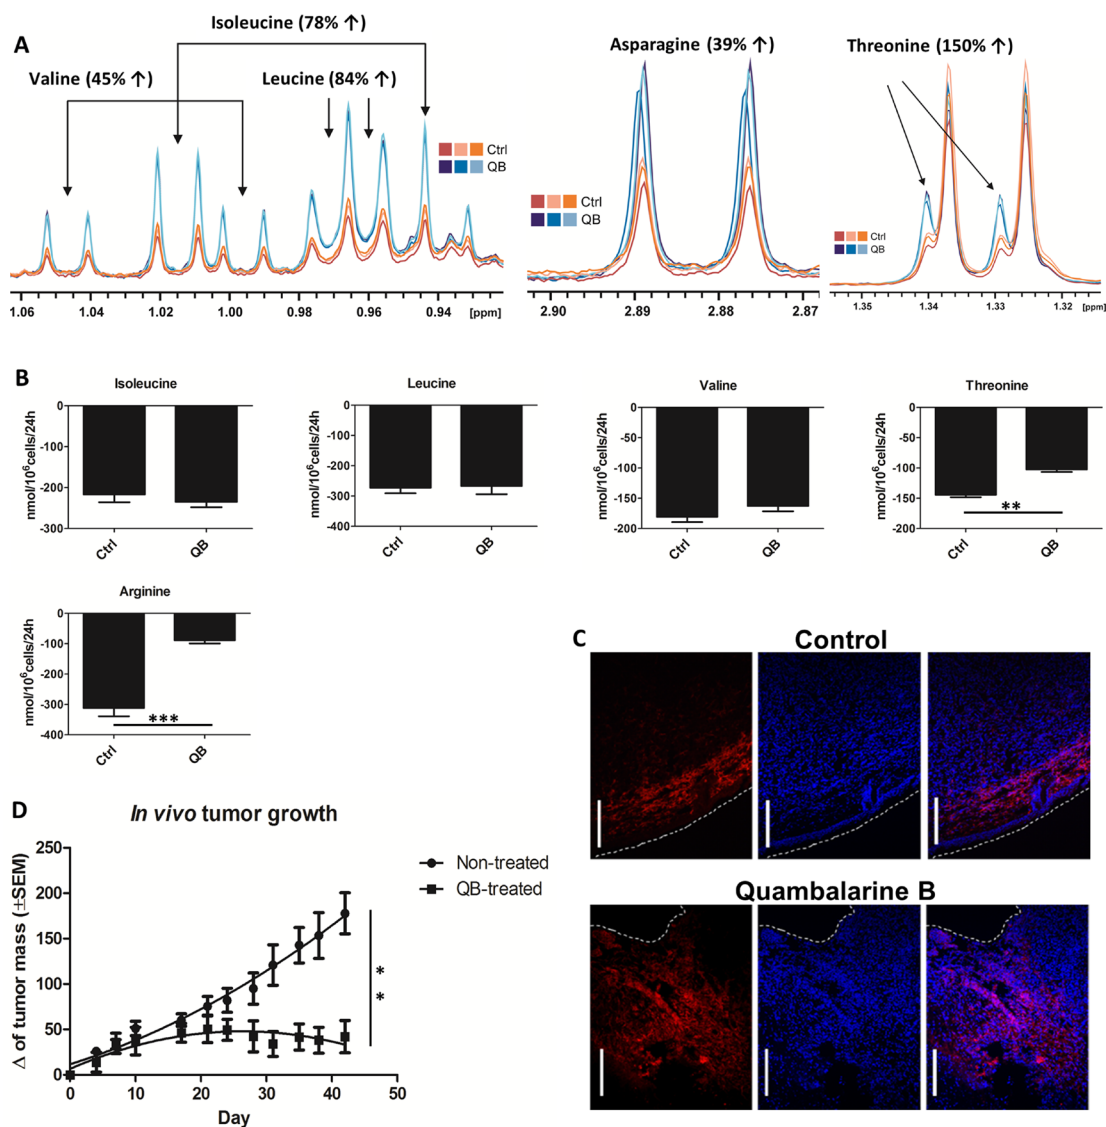 A
Isoleucine (78% ↑)
Valine (45% ↑)
Leucine (84% ↑)
Ctrl
QB
1.06 1.04 1.02 1.00 0.98 0.96 0.94 [ppm]
Asparagine (39% ↑)
Ctrl
QB
2.90 2.89 2.88 2.87
Threonine (150% ↑)
Ctrl
QB
1.35 1.34 1.33 1.32 [ppm]
B
Isoleucine
nmol/10⁶cells/24h
0
-100
-200
-300
Ctrl
QB
Leucine
nmol/10⁶cells/24h
0
-100
-200
-300
-400
Ctrl
QB
Valine
nmol/10⁶cells/24h
0
-50
-100
-150
-200
Ctrl
QB
Threonine
nmol/10⁶cells/24h
0
-50
-100
-150
-200
**
Ctrl
QB
Arginine
nmol/10⁶cells/24h
0
-100
-200
-300
-400
***
Ctrl
QB
C
Control
Quambalarine B
D
In vivo tumor growth
Δ of tumor mass (±SEM)
250
200
150
100
50
0
0 10 20 30 40 50
Day
Non-treated
QB-treated
*
*